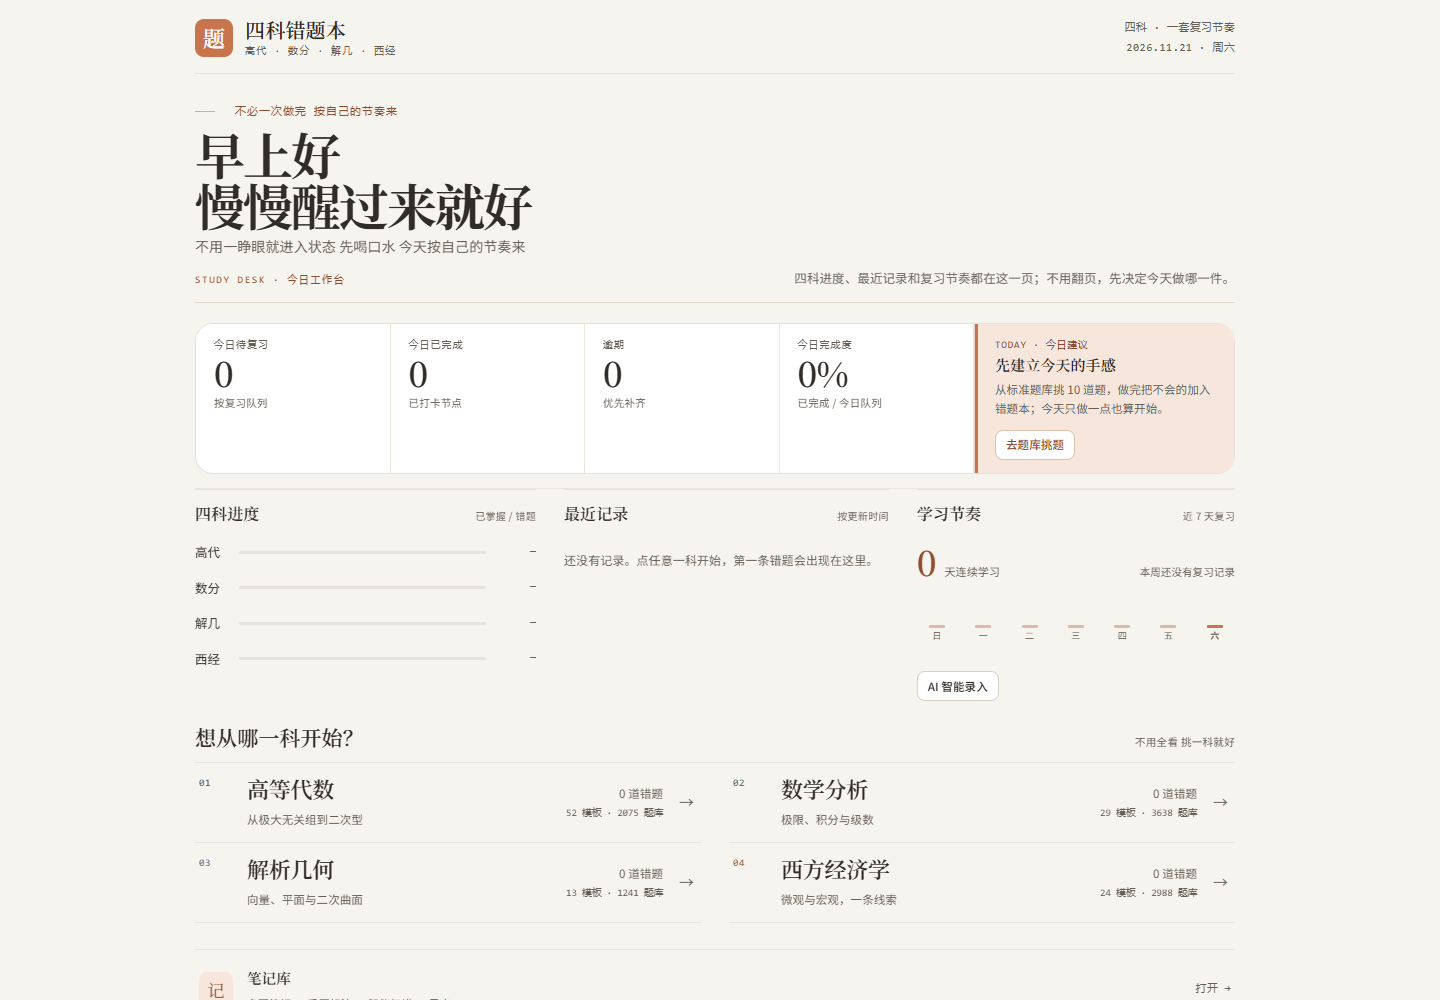 题
四科错题本
高代 · 数分 · 解几 · 西经
四科 · 一套复习节奏
2026.11.21 · 周六
不必一次做完 按自己的节奏来
早上好
慢慢醒过来就好
不用一睁眼就进入状态 先喝口水 今天按自己的节奏来
STUDY DESK · 今日工作台
四科进度、最近记录和复习节奏都在这一页；不用翻页，先决定今天做哪一件。
今日待复习
0
按复习队列
今日已完成
0
已打卡节点
逾期
0
优先补齐
今日完成度
0%
已完成 / 今日队列
TODAY · 今日建议
先建立今天的手感
从标准题库挑 10 道题，做完把不会的加入
错题本；今天只做一点也算开始。
去题库挑题
四科进度
已掌握 / 错题
高代 –
数分 –
解几 –
西经 –
最近记录
按更新时间
还没有记录。点任意一科开始，第一条错题会出现在这里。
学习节奏
近 7 天复习
0 天连续学习
本周还没有复习记录
日 一 二 三 四 五 六
AI 智能录入
想从哪一科开始？
不用全看 挑一科就好
01
高等代数
从极大无关组到二次型
0 道错题
52 模板 · 2075 题库
→
02
数学分析
极限、积分与级数
0 道错题
29 模板 · 3638 题库
→
03
解析几何
向量、平面与二次曲面
0 道错题
13 模板 · 1241 题库
→
04
西方经济学
微观与宏观，一条线索
0 道错题
24 模板 · 2988 题库
→
记
笔记库
打开 →